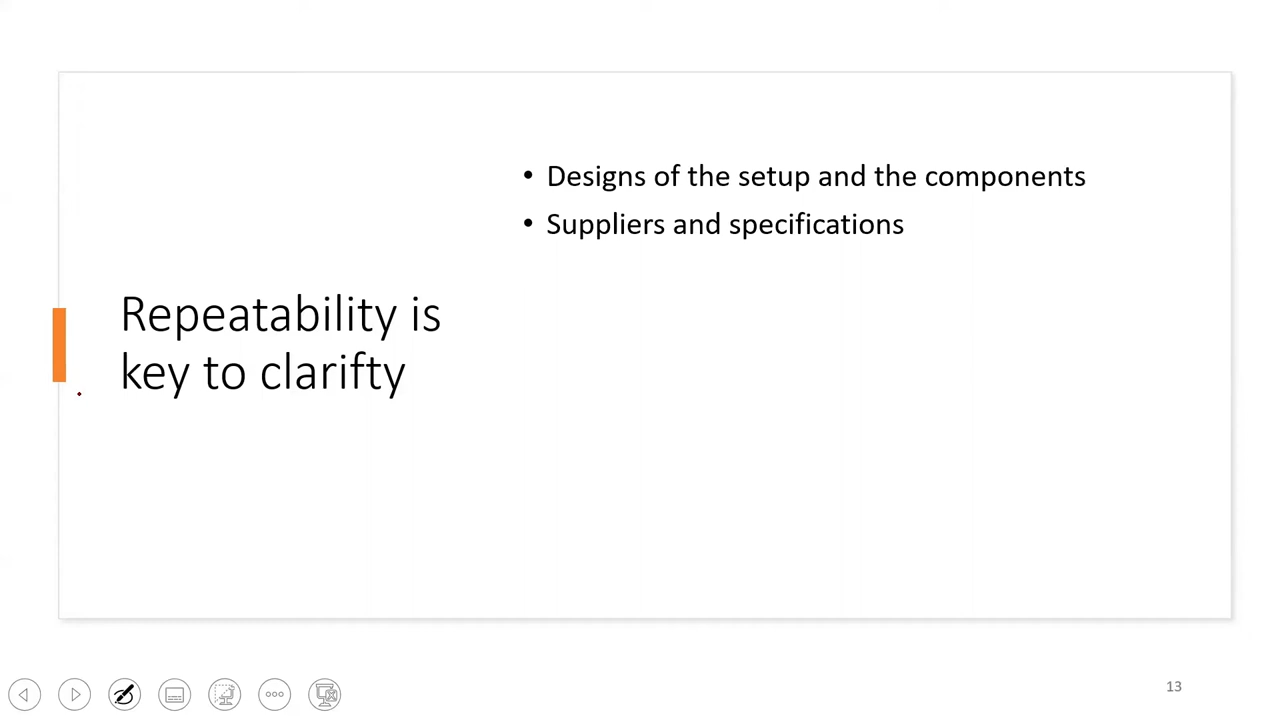 Repeatability is
key to clarifty
• Designs of the setup and the components
• Suppliers and specifications
13